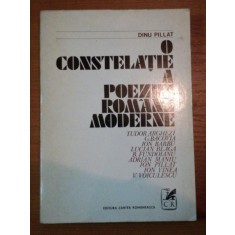 DINU PILLAT
O
CONSTELAȚIE
A
POEZIEI
ROMÂNE
MODERNE
TUDOR ARGHEZI
G. BACOVIA
ION BARBU
LUCIAN BLAGA
B. FUNDOIANU
ADRIAN MANIU
ION PILLAT
ION VINEA
V. VOICULESCU
EDITURA CARTEA ROMÂNEASCĂ
C.R.